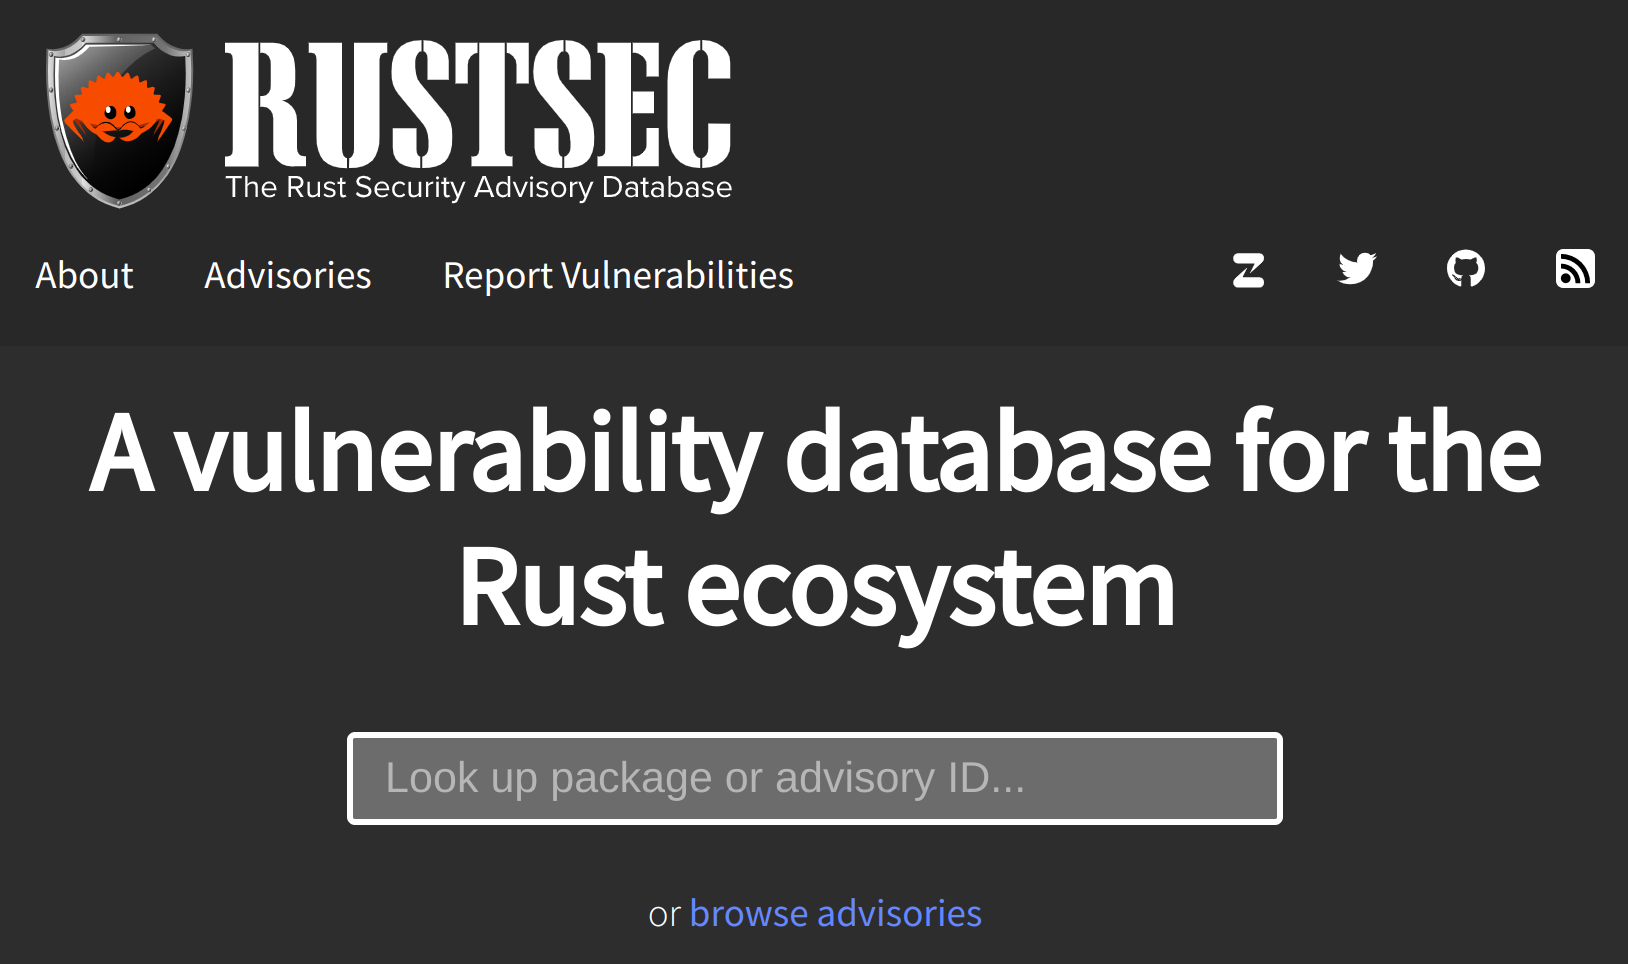 RUSTSEC
The Rust Security Advisory Database
About Advisories Report Vulnerabilities
A vulnerability database for the
Rust ecosystem
Look up package or advisory ID...
or browse advisories